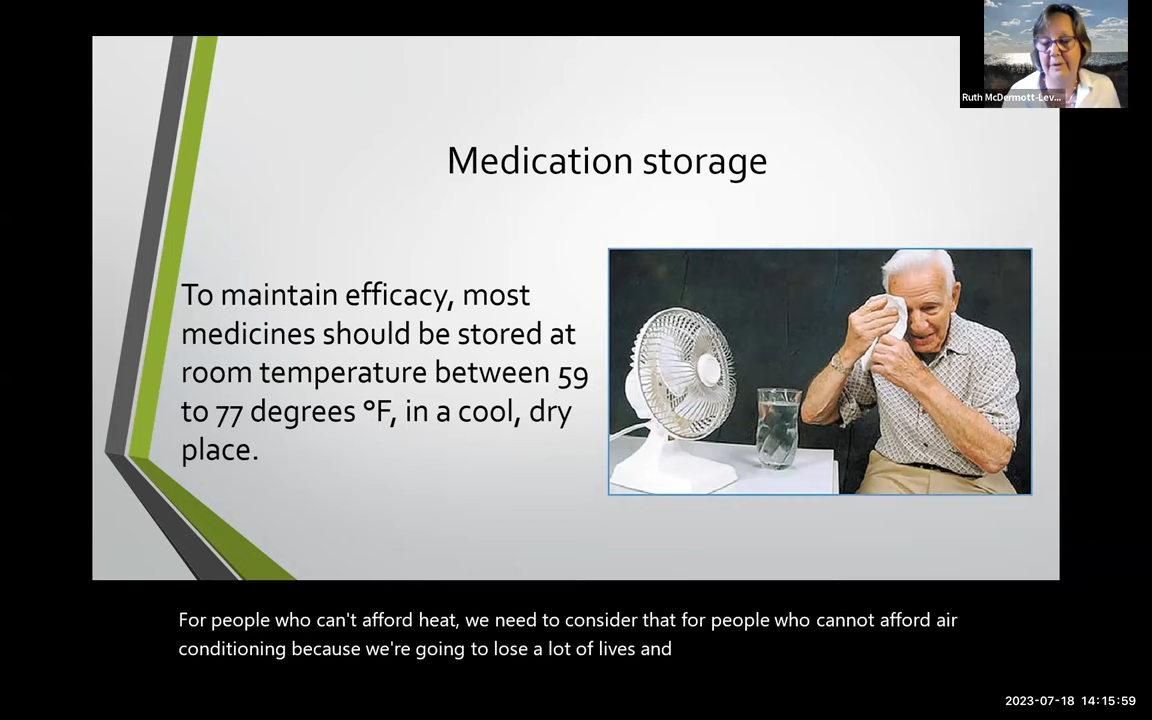 Ruth McDermott-Lev...
Medication storage
To maintain efficacy, most
medicines should be stored at
room temperature between 59
to 77 degrees °F, in a cool, dry
place.
For people who can't afford heat, we need to consider that for people who cannot afford air
conditioning because we're going to lose a lot of lives and
2023-07-18 14:15:59